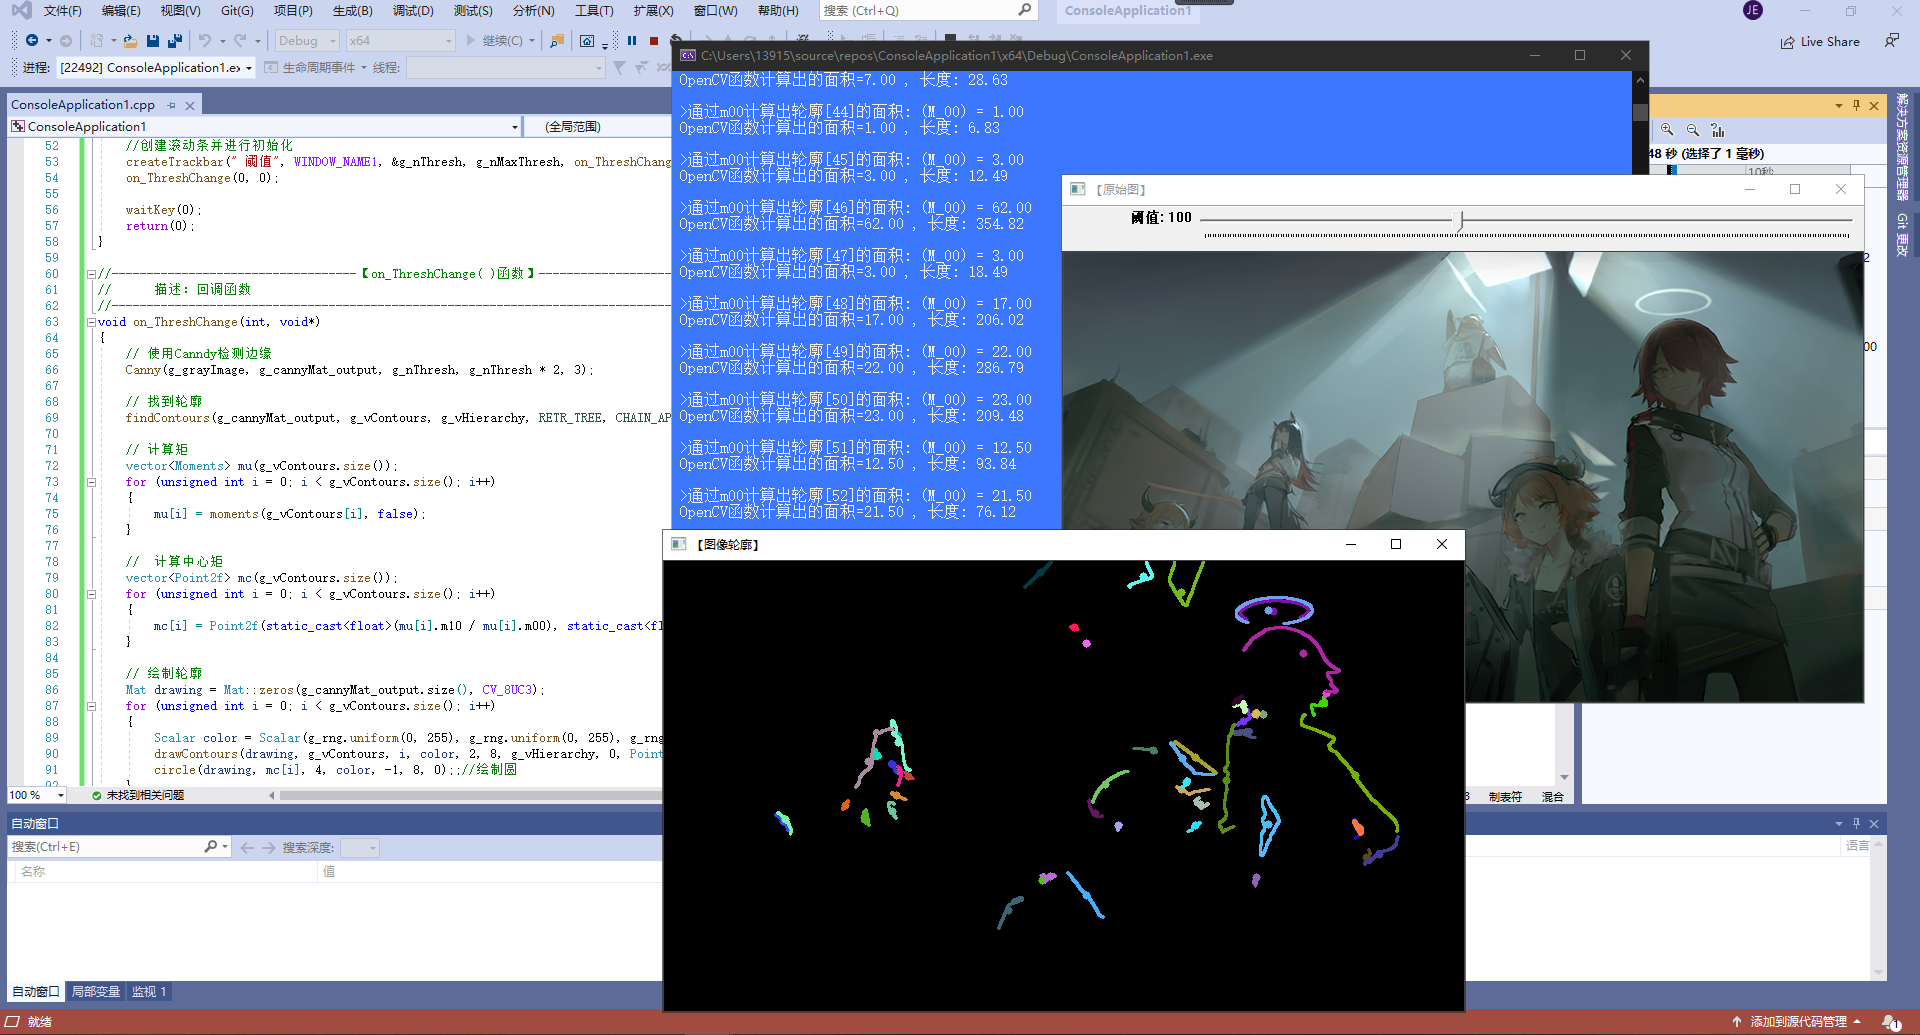 文件(F) 编辑(E) 视图(V) Git(G) 项目(P) 生成(B) 调试(D) 测试(S) 分析(N) 工具(T) 扩展(X) 窗口(W) 帮助(H) 搜索 (Ctrl+Q) ConsoleApplication1 JE
Debug x64 继续(C) Live Share
进程: [22492] ConsoleApplication1.e 生命周期事件 线程:
ConsoleApplication1.cpp
ConsoleApplication1 (全局范围)
52 //创建滚动条并进行初始化
53 createTrackbar(" 阈值", WINDOW_NAME1, &g_nThresh, g_nMaxThresh, on_ThreshChan
54 on_ThreshChange(0, 0);
55
56 waitKey(0);
57 return(0);
58 }
59
60 //-----------------------------------【on_ThreshChange( )函数】-------------------
61 // 描述：回调函数
62 //--------------------------------------------------------------------------------
63 void on_ThreshChange(int, void*)
64 {
65 // 使用Canndy检测边缘
66 Canny(g_grayImage, g_cannyMat_output, g_nThresh, g_nThresh * 2, 3);
67
68 // 找到轮廓
69 findContours(g_cannyMat_output, g_vContours, g_vHierarchy, RETR_TREE, CHAIN_AP
70
71 // 计算矩
72 vector<Moments> mu(g_vContours.size());
73 for (unsigned int i = 0; i < g_vContours.size(); i++)
74 {
75 mu[i] = moments(g_vContours[i], false);
76 }
77
78 //  计算中心矩
79 vector<Point2f> mc(g_vContours.size());
80 for (unsigned int i = 0; i < g_vContours.size(); i++)
81 {
82 mc[i] = Point2f(static_cast<float>(mu[i].m10 / mu[i].m00), static_cast<fl
83 }
84
85 // 绘制轮廓
86 Mat drawing = Mat::zeros(g_cannyMat_output.size(), CV_8UC3);
87 for (unsigned int i = 0; i < g_vContours.size(); i++)
88 {
89 Scalar color = Scalar(g_rng.uniform(0, 255), g_rng.uniform(0, 255), g_rng
90 drawContours(drawing, g_vContours, i, color, 2, 8, g_vHierarchy, 0, Point
91 circle(drawing, mc[i], 4, color, -1, 8, 0);;//绘制圆
92 }
100 % 未找到相关问题
制表符 混合
自动窗口
搜索(Ctrl+E) 搜索深度:
名称 值 语言
自动窗口 局部变量 监视 1
就绪 添加到源代码管理 1
C:\Users\13915\source\repos\ConsoleApplication1\x64\Debug\ConsoleApplication1.exe
OpenCV函数计算出的面积=7.00 , 长度: 28.63
>通过m00计算出轮廓[44]的面积: (M_00) = 1.00
OpenCV函数计算出的面积=1.00 , 长度: 6.83
>通过m00计算出轮廓[45]的面积: (M_00) = 3.00
OpenCV函数计算出的面积=3.00 , 长度: 12.49
>通过m00计算出轮廓[46]的面积: (M_00) = 62.00
OpenCV函数计算出的面积=62.00 , 长度: 354.82
>通过m00计算出轮廓[47]的面积: (M_00) = 3.00
OpenCV函数计算出的面积=3.00 , 长度: 18.49
>通过m00计算出轮廓[48]的面积: (M_00) = 17.00
OpenCV函数计算出的面积=17.00 , 长度: 206.02
>通过m00计算出轮廓[49]的面积: (M_00) = 22.00
OpenCV函数计算出的面积=22.00 , 长度: 286.79
>通过m00计算出轮廓[50]的面积: (M_00) = 23.00
OpenCV函数计算出的面积=23.00 , 长度: 209.48
>通过m00计算出轮廓[51]的面积: (M_00) = 12.50
OpenCV函数计算出的面积=12.50 , 长度: 93.84
>通过m00计算出轮廓[52]的面积: (M_00) = 21.50
OpenCV函数计算出的面积=21.50 , 长度: 76.12
【原始图】
阈值: 100
【图像轮廓】
48 秒 (选择了 1 毫秒)
10秒
解决方案资源管理器
Git 更改